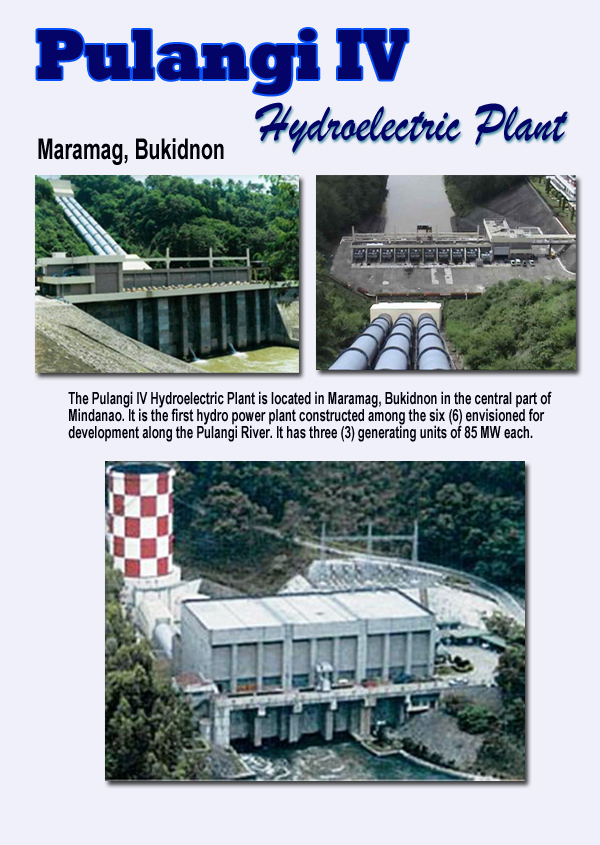 Pulangi IV
Hydroelectric Plant
Maramag, Bukidnon
The Pulangi IV Hydroelectric Plant is located in Maramag, Bukidnon in the central part of
Mindanao. It is the first hydro power plant constructed among the six (6) envisioned for
development along the Pulangi River. It has three (3) generating units of 85 MW each.